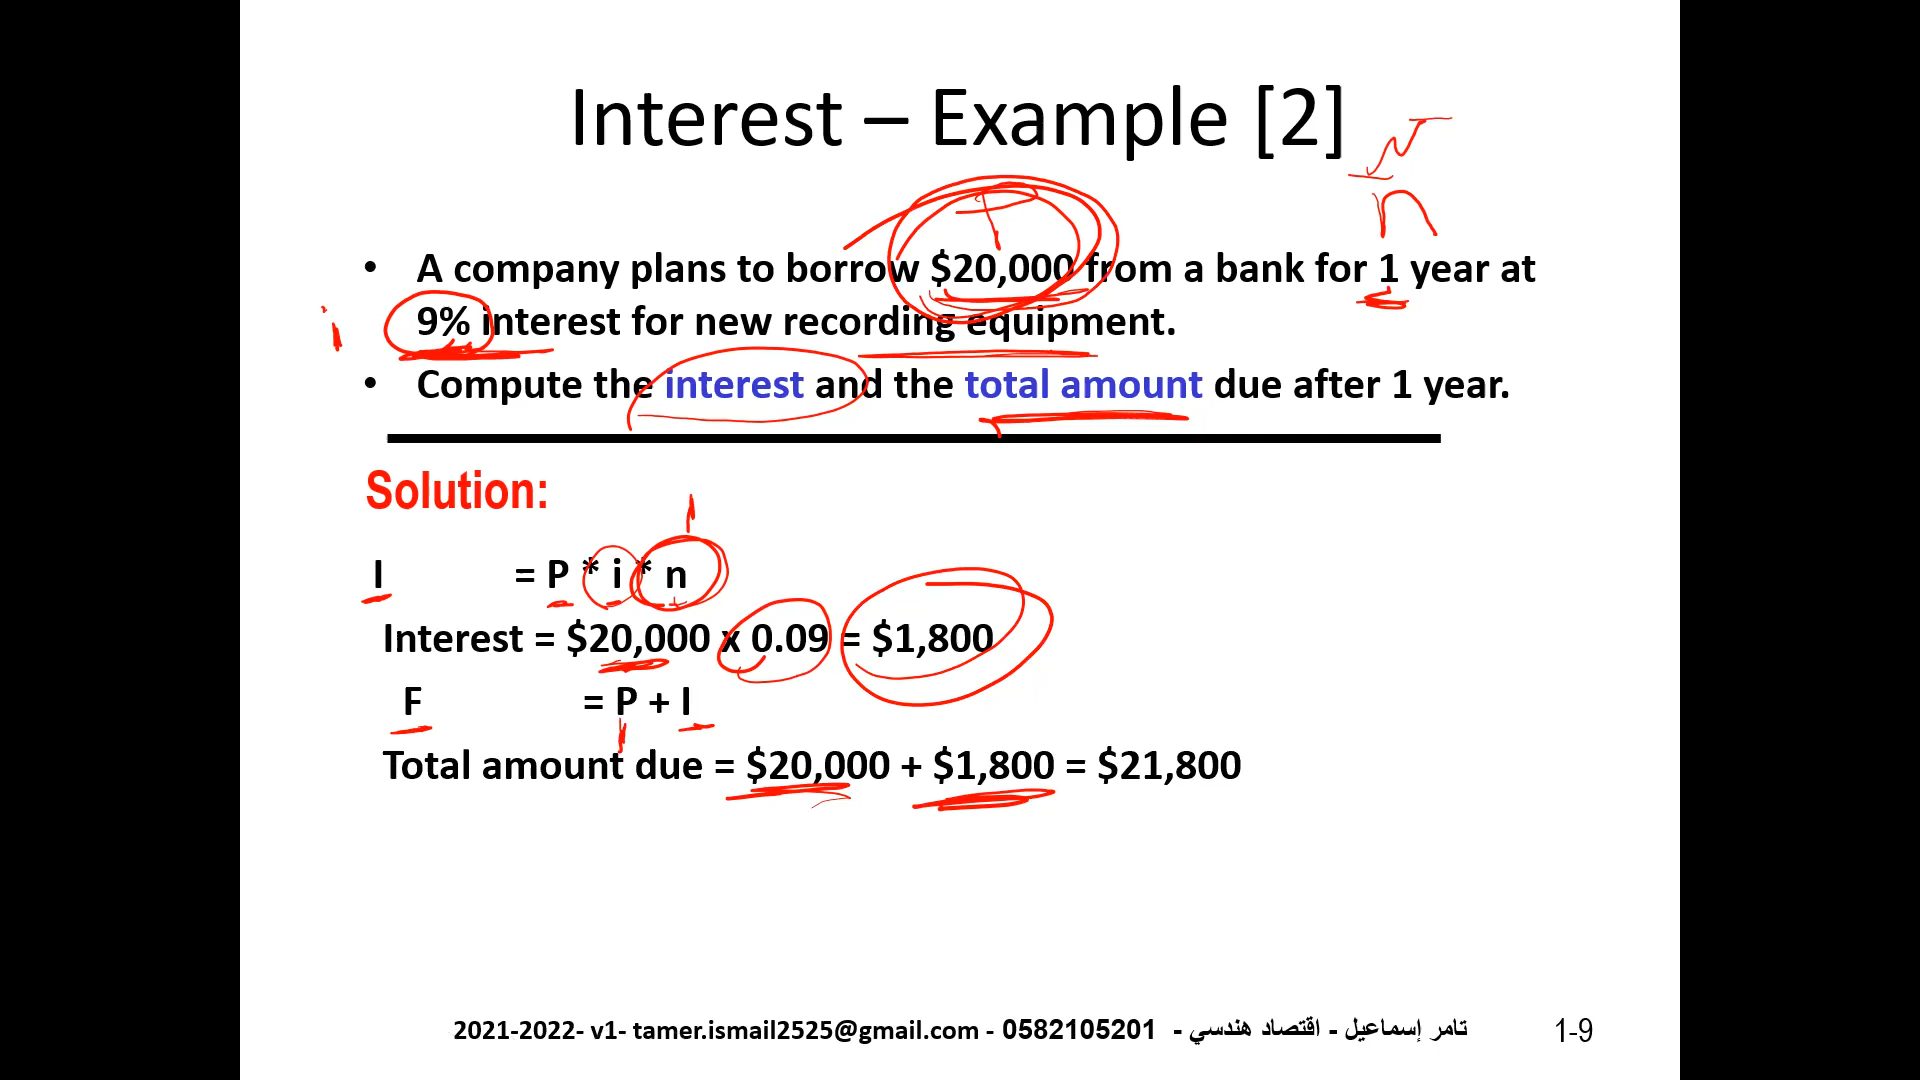 Interest – Example [2]
N
P
n
• A company plans to borrow $20,000 from a bank for 1 year at
i
9% interest for new recording equipment.
• Compute the interest and the total amount due after 1 year.
Solution:
1
I = P * i * n
Interest = $20,000 x 0.09 = $1,800
F = P + I
Total amount due = $20,000 + $1,800 = $21,800
2021-2022- v1- tamer.ismail2525@gmail.com - 0582105201 - تامر إسماعيل - اقتصاد هندسي
1-9